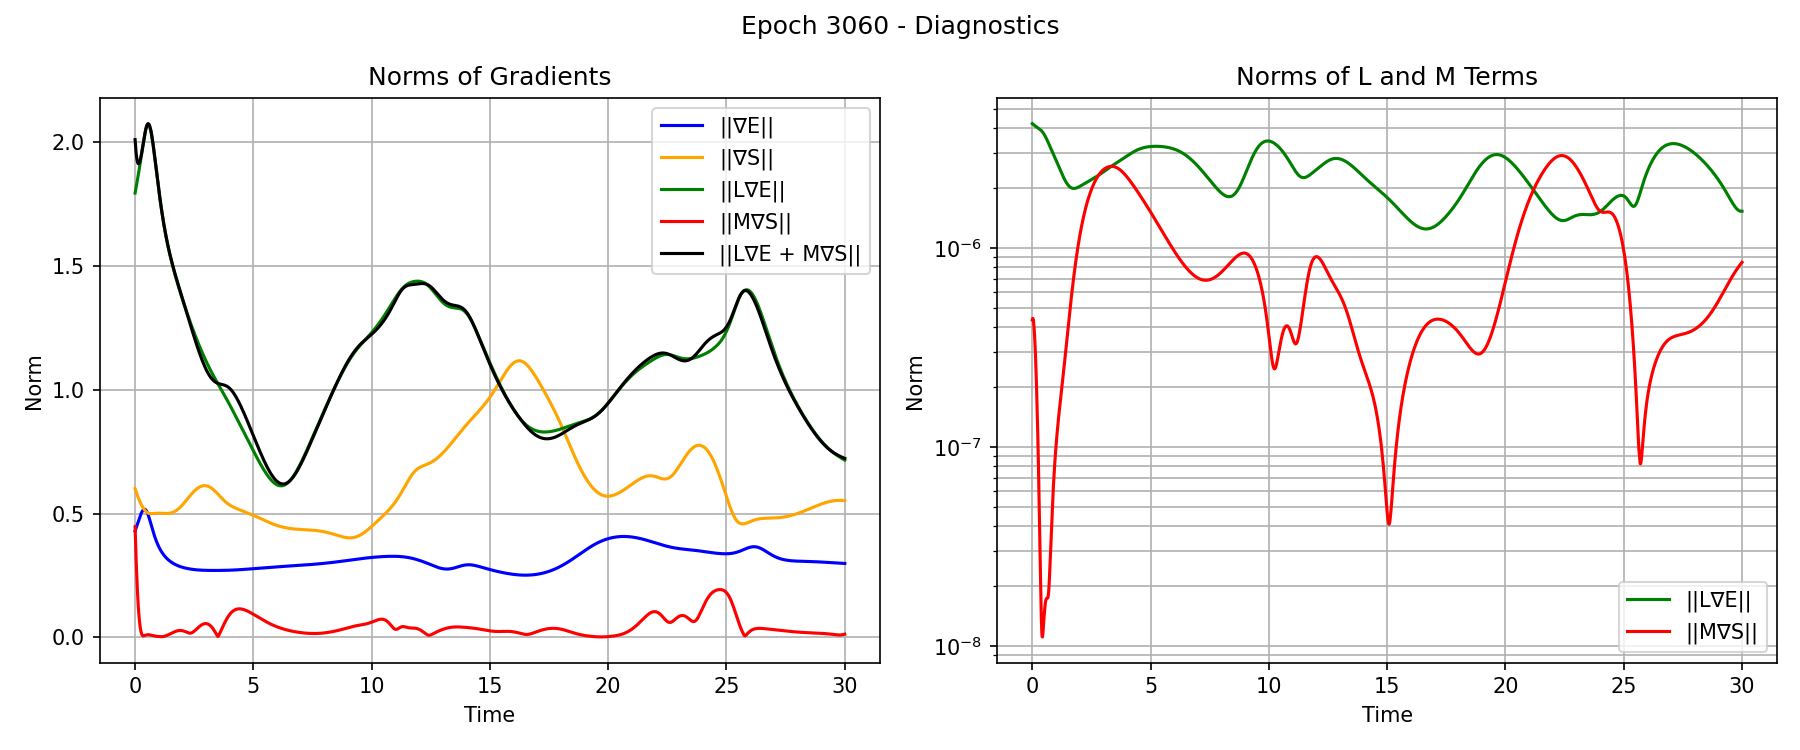 Epoch 3060 - Diagnostics
Norms of Gradients
Norm
2.0
1.5
1.0
0.5
0.0
0 5 10 15 20 25 30
Time
||∇E||
||∇S||
||L∇E||
||M∇S||
||L∇E + M∇S||
Norms of L and M Terms
Norm
10⁻⁶
10⁻⁷
10⁻⁸
0 5 10 15 20 25 30
Time
||L∇E||
||M∇S||